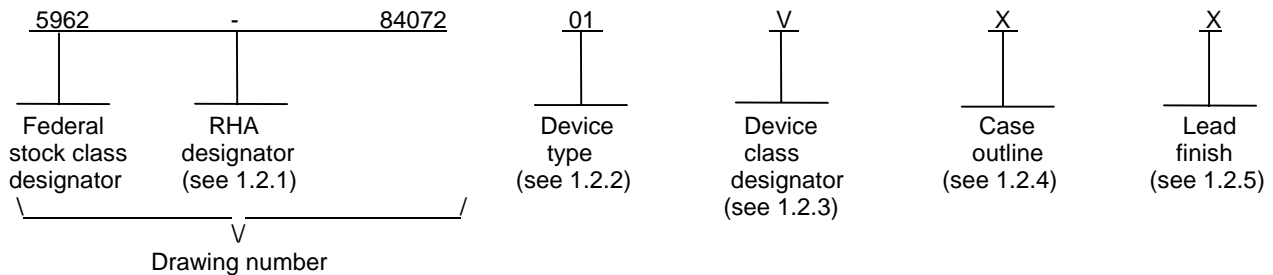 5962 - 84072 01 V X X
Federal stock class designator
RHA designator (see 1.2.1)
Device type (see 1.2.2)
Device class designator (see 1.2.3)
Case outline (see 1.2.4)
Lead finish (see 1.2.5)
\ /
\/
Drawing number